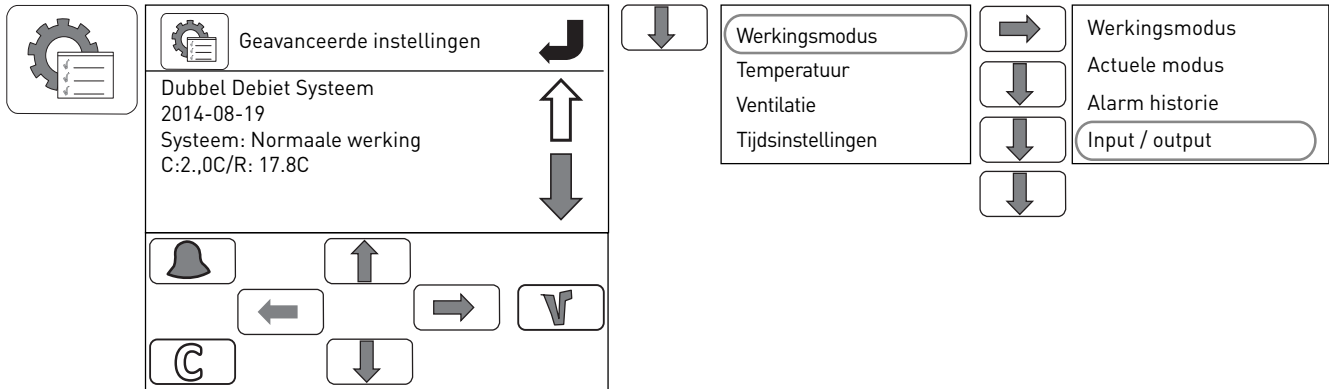 Geavanceerde instellingen
Dubbel Debiet Systeem
2014-08-19
Systeem: Normaale werking
C:2.,0C/R: 17.8C
C
Werkingsmodus
Temperatuur
Ventilatie
Tijdsinstellingen
Werkingsmodus
Actuele modus
Alarm historie
Input / output